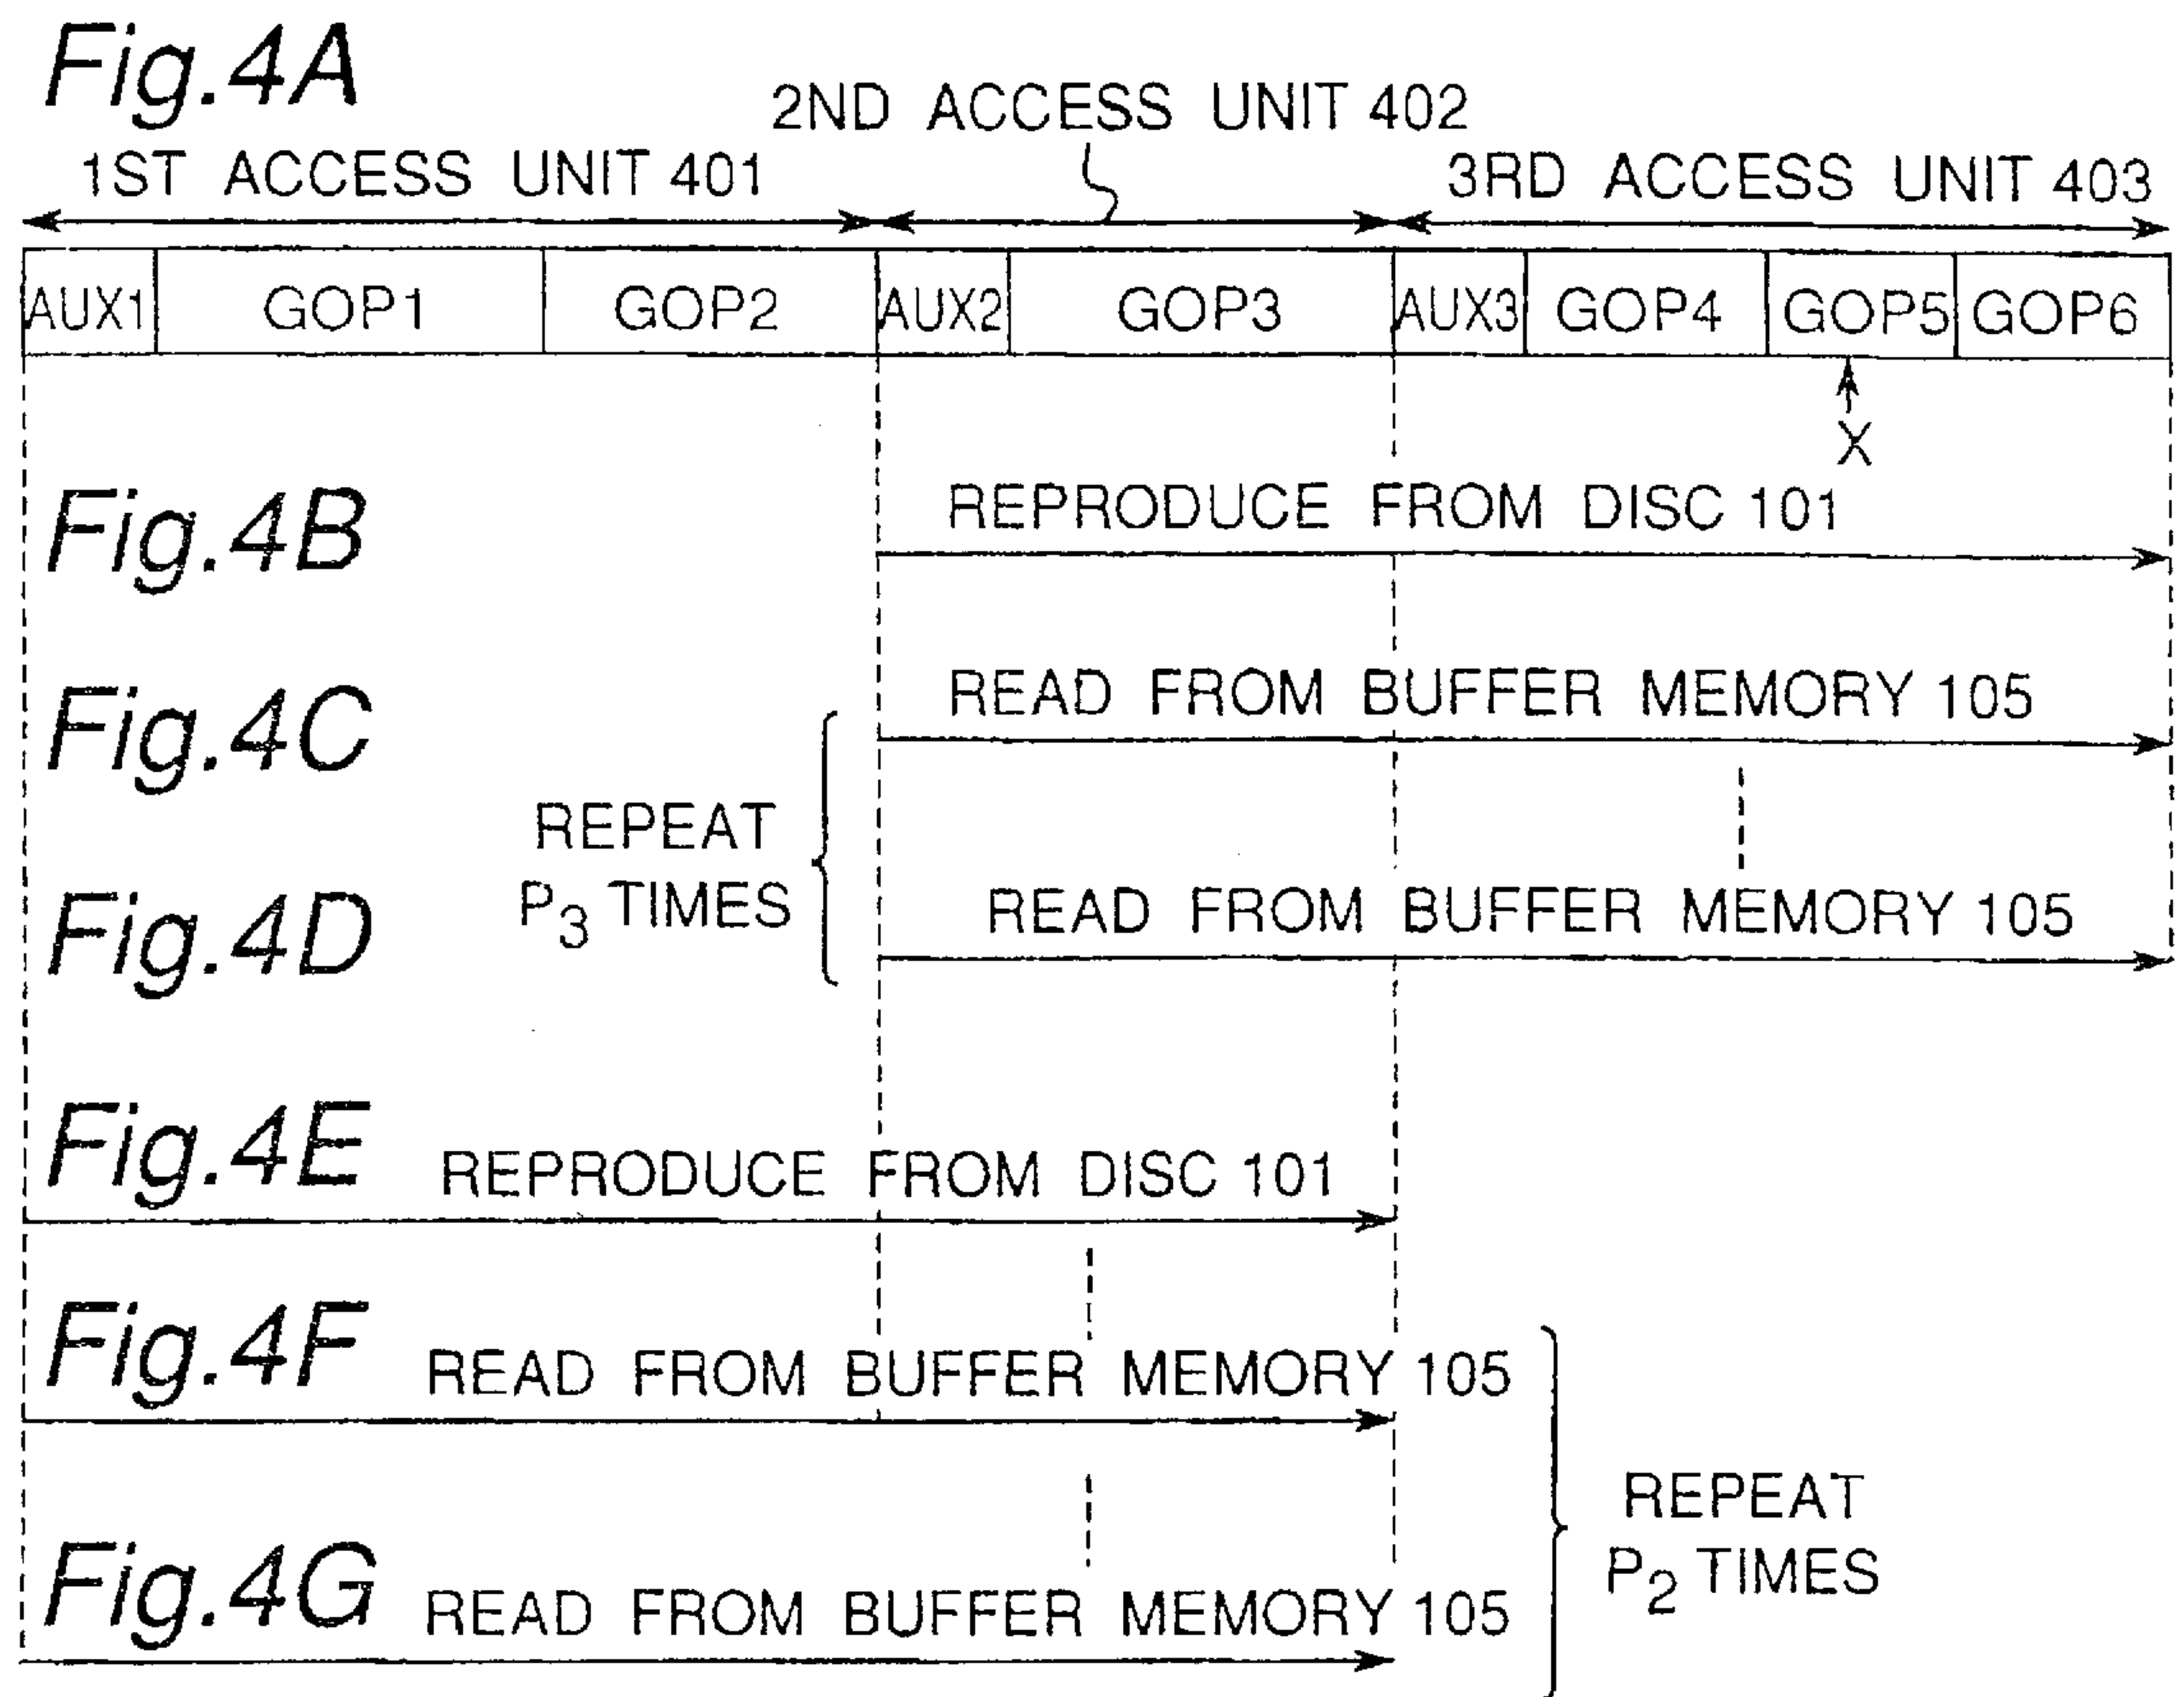 Fig.4A
2ND ACCESS UNIT 402
1ST ACCESS UNIT 401
3RD ACCESS UNIT 403
AUX1 GOP1 GOP2 AUX2 GOP3 AUX3 GOP4 GOP5 GOP6
X
Fig.4B
REPRODUCE FROM DISC 101
Fig.4C
READ FROM BUFFER MEMORY 105
REPEAT
P3 TIMES
Fig.4D
READ FROM BUFFER MEMORY 105
Fig.4E
REPRODUCE FROM DISC 101
Fig.4F
READ FROM BUFFER MEMORY 105
REPEAT
P2 TIMES
Fig.4G
READ FROM BUFFER MEMORY 105